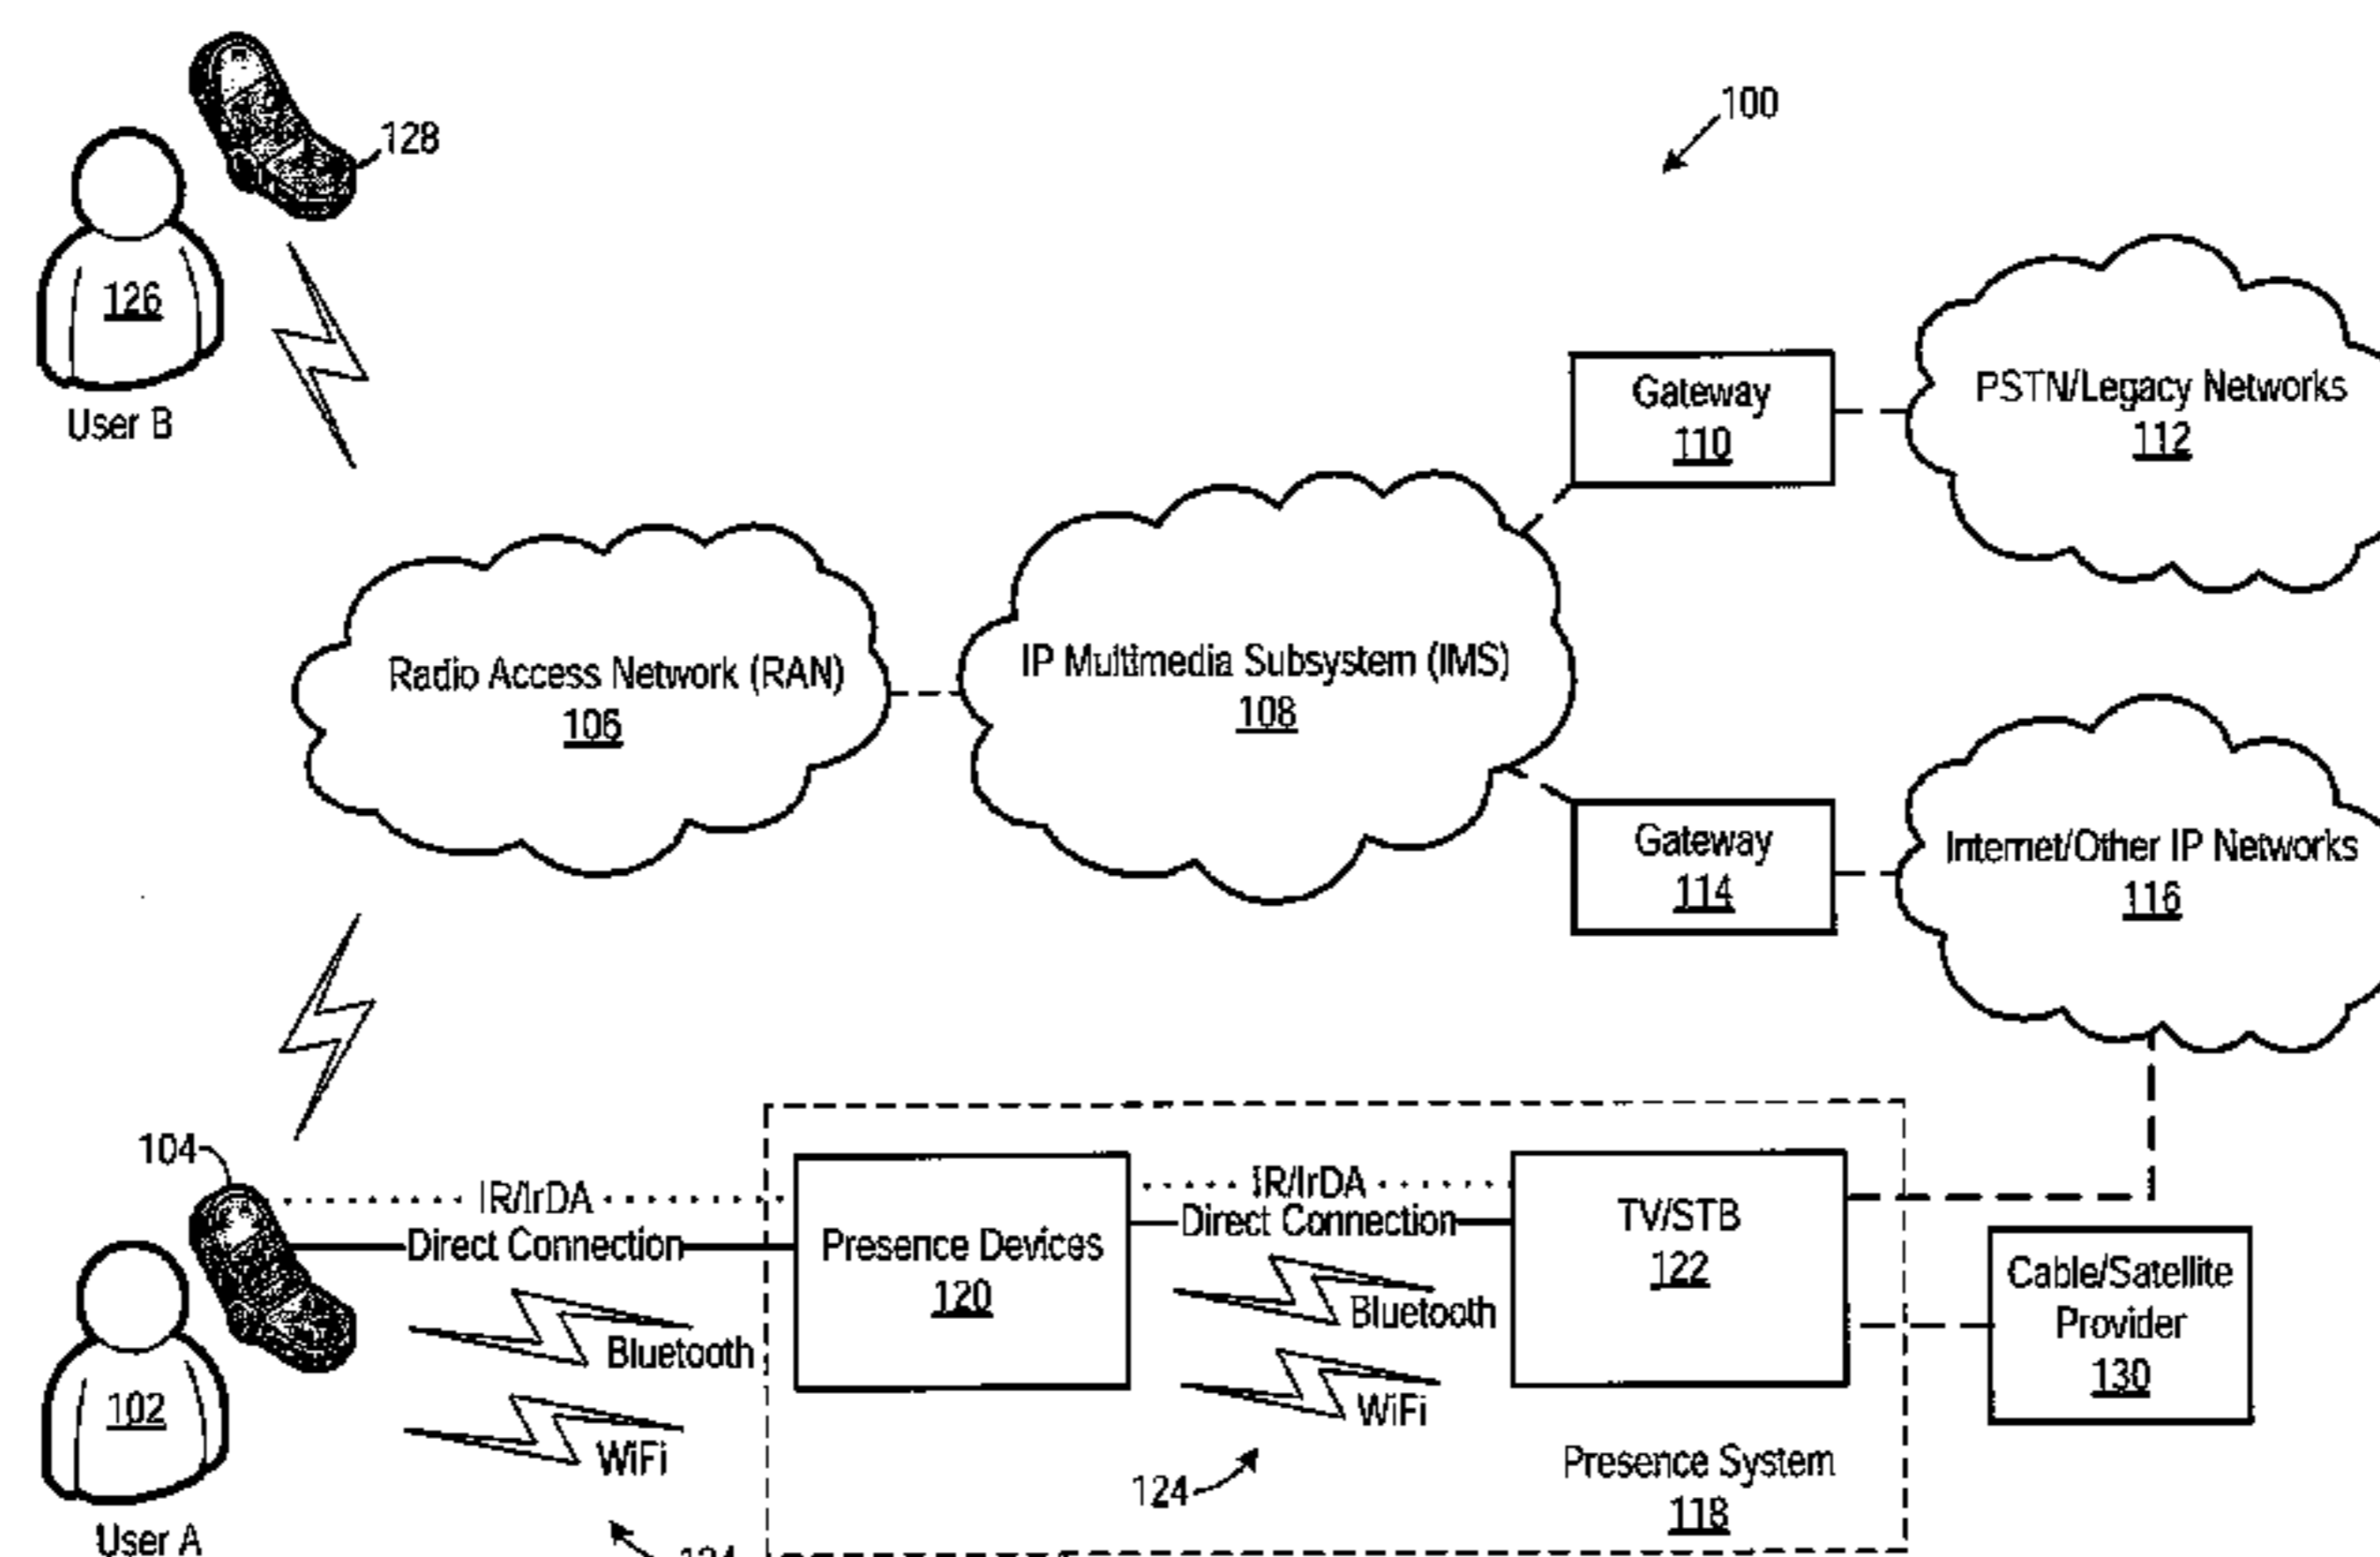 128
100
126
User B
Gateway
110
PSTN/Legacy Networks
112
Radio Access Network (RAN)
106
IP Multimedia Subsystem (IMS)
108
Gateway
114
Internet/Other IP Networks
116
104
IR/IrDA
Direct Connection
Bluetooth
WiFi
102
User A
Presence Devices
120
IR/IrDA
Direct Connection
Bluetooth
WiFi
124
TV/STB
122
Presence System
118
Cable/Satellite
Provider
130